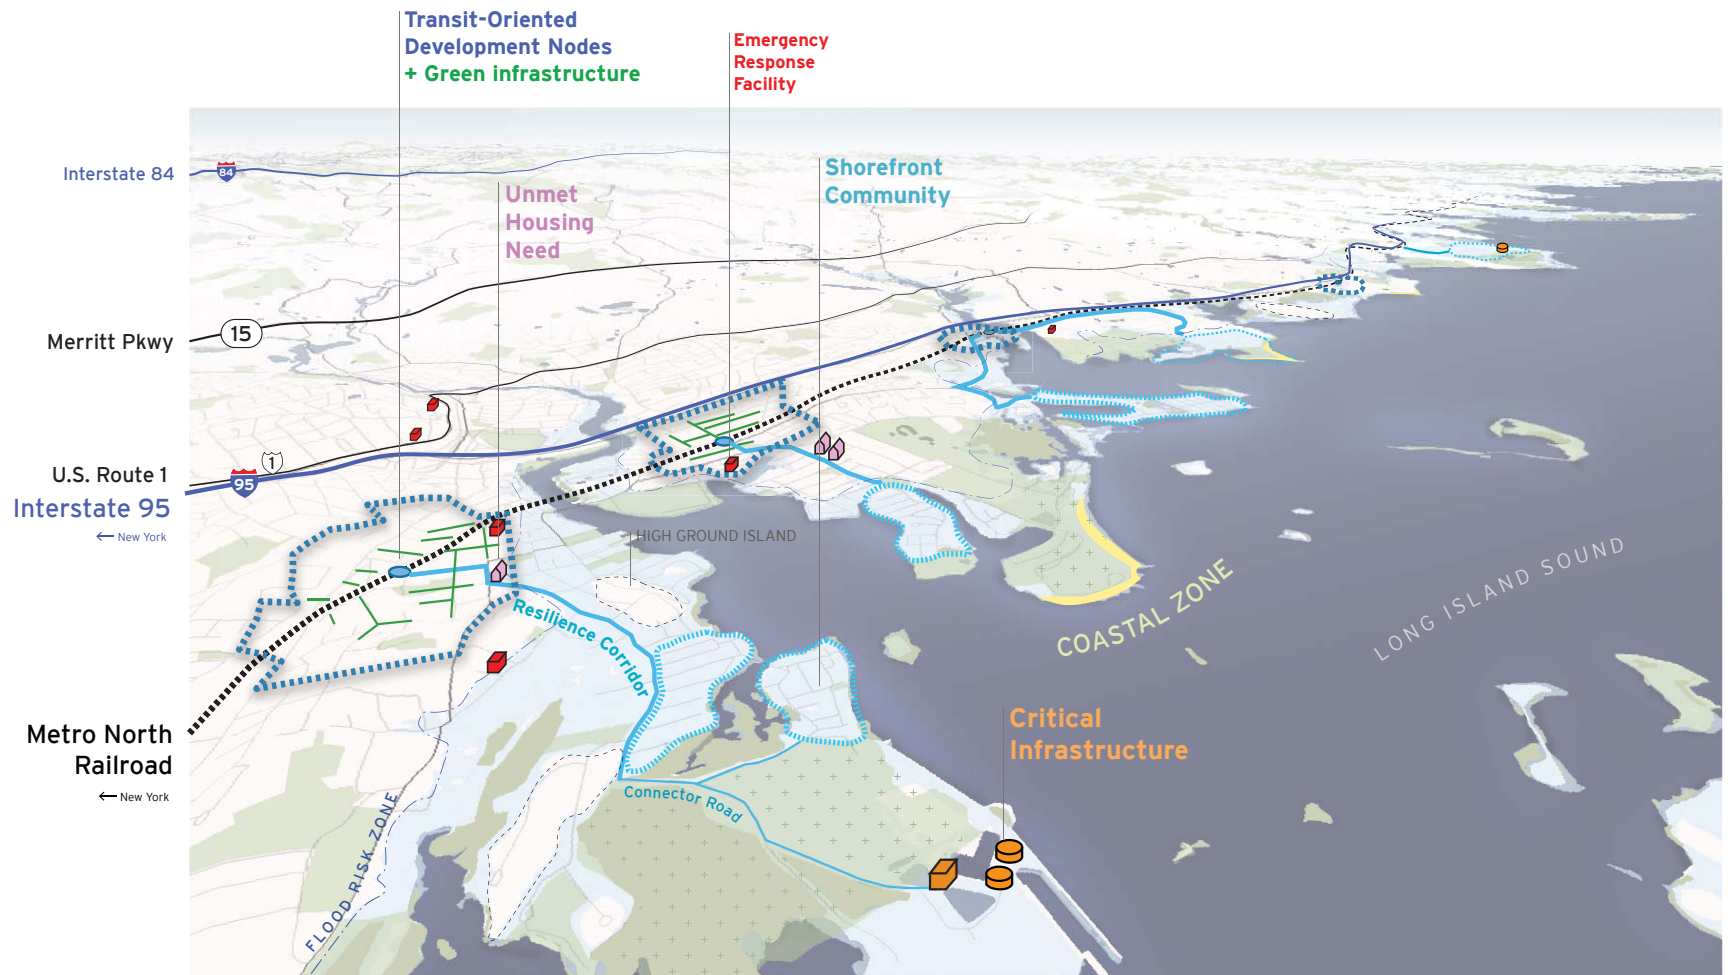 Transit-Oriented
Development Nodes
+ Green infrastructure
Emergency
Response
Facility
Interstate 84
84
Shorefront
Community
Unmet
Housing
Need
Merritt Pkwy
15
U.S. Route 1
1
Interstate 95
95
← New York
HIGH GROUND ISLAND
Resilience Corridor
COASTAL ZONE
LONG ISLAND SOUND
Metro North
Railroad
← New York
Critical
Infrastructure
Connector Road
FLOOD RISK ZONE